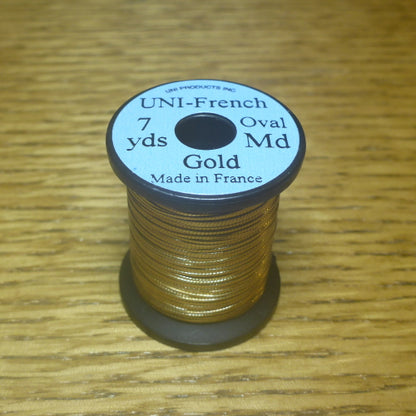 UNI PRODUCTS INC
UNI-French
7 Oval
yds Md
Gold
Made in France